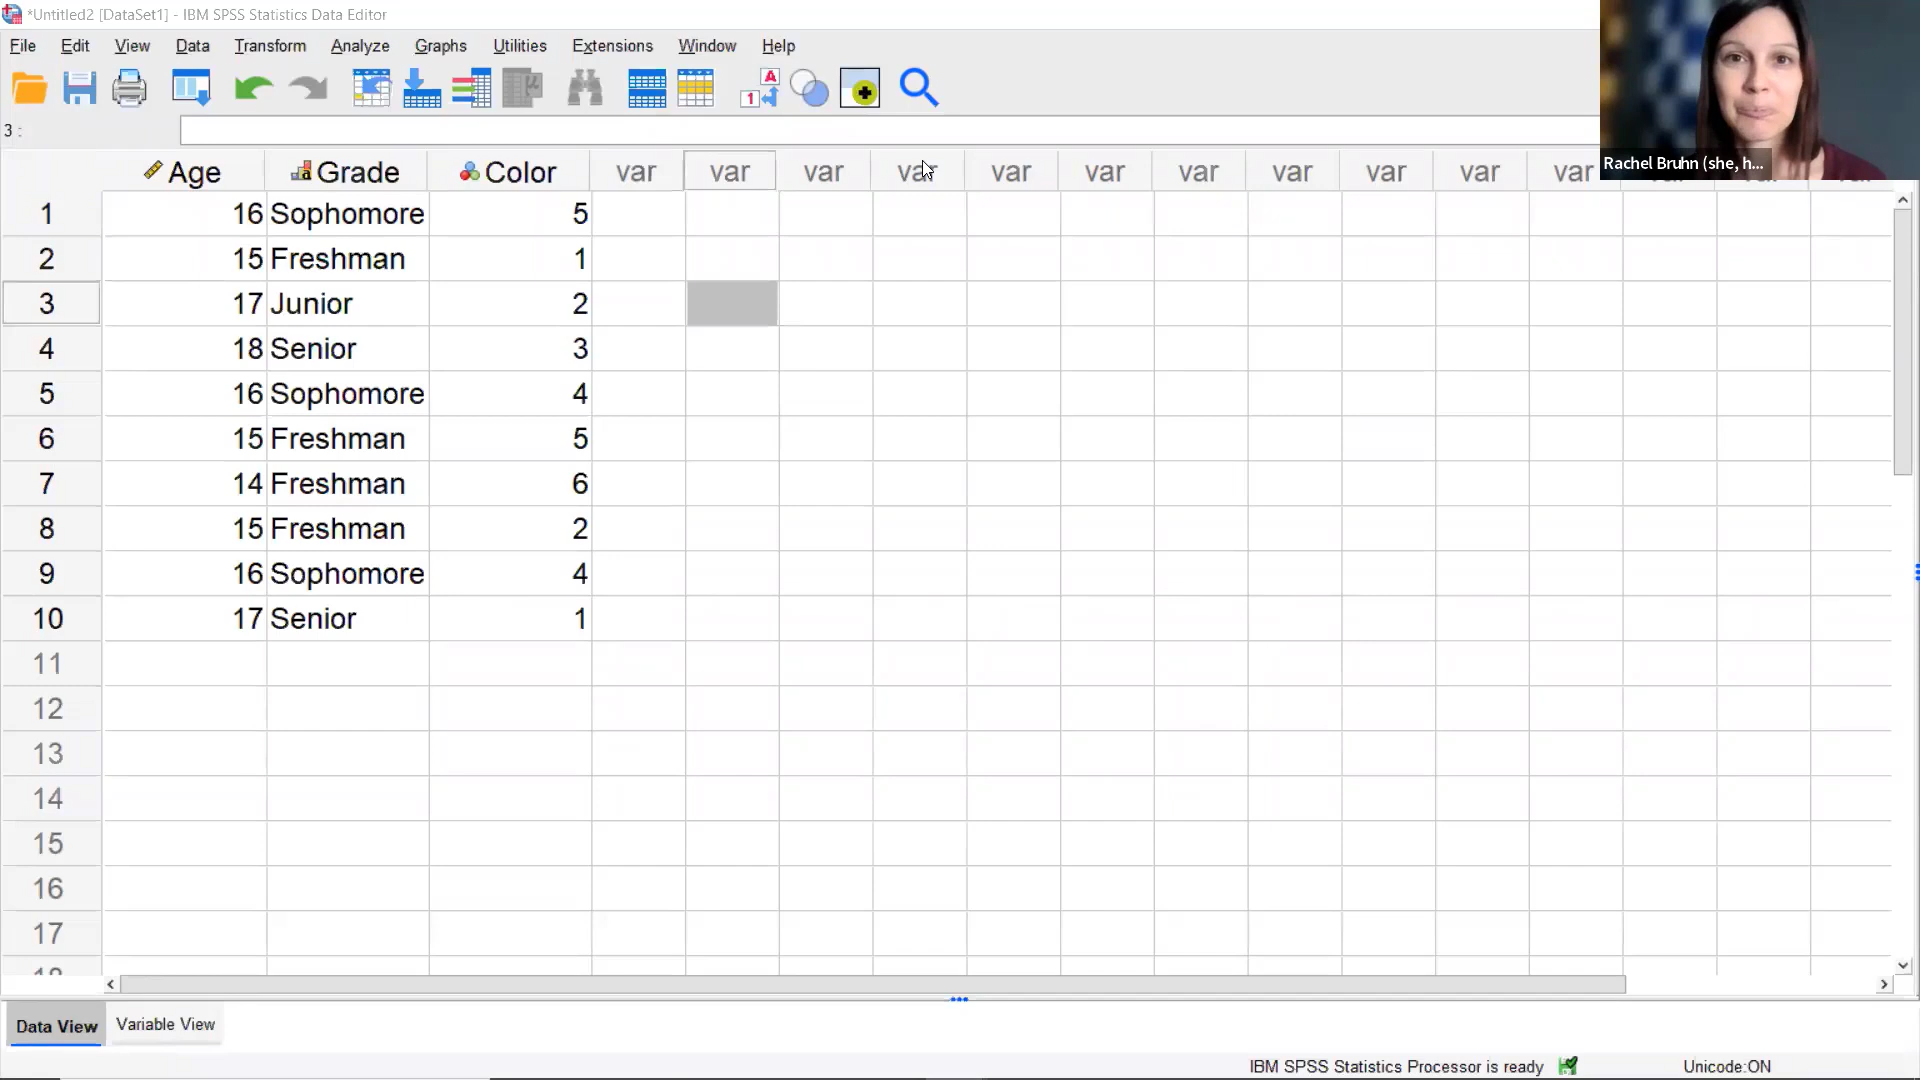 *Untitled2 [DataSet1] - IBM SPSS Statistics Data Editor
File Edit View Data Transform Analyze Graphs Utilities Extensions Window Help
3 :
Rachel Bruhn (she, h...
Age Grade Color var var var var var var var var var var var
1 16 Sophomore 5
2 15 Freshman 1
3 17 Junior 2
4 18 Senior 3
5 16 Sophomore 4
6 15 Freshman 5
7 14 Freshman 6
8 15 Freshman 2
9 16 Sophomore 4
10 17 Senior 1
11
12
13
14
15
16
17
Data View Variable View
IBM SPSS Statistics Processor is ready Unicode:ON